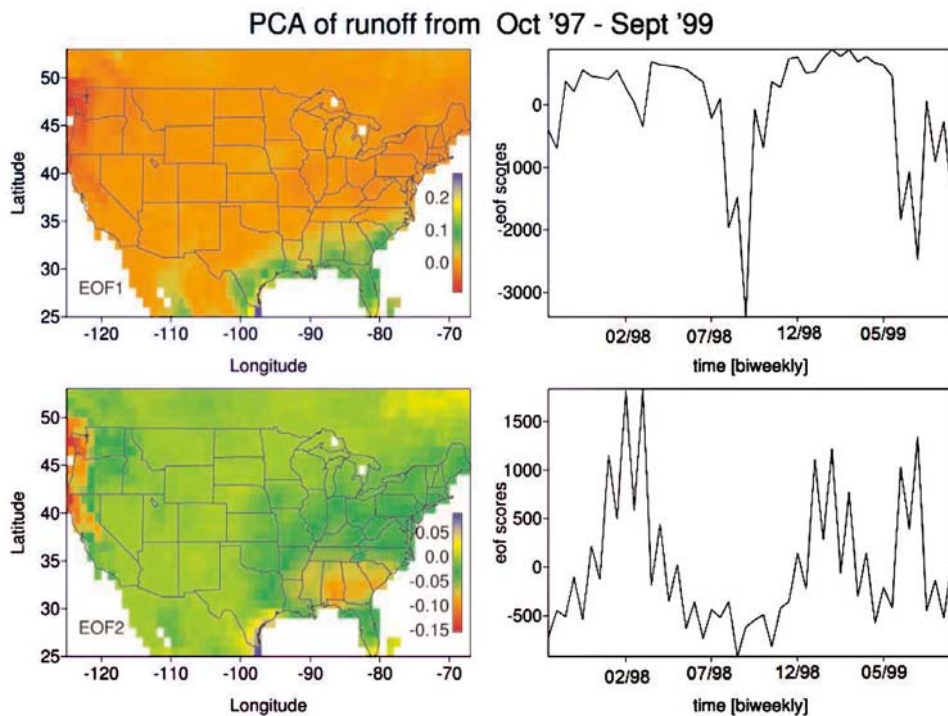 PCA of runoff from Oct '97 - Sept '99
Latitude
50
45
40
35
30
25
0.2
0.1
0.0
EOF1
-120 -110 -100 -90 -80 -70
Longitude
eof scores
0
1000
-2000
-3000
02/98 07/98 12/98 05/99
time [biweekly]
Latitude
50
45
40
35
30
25
0.05
0.0
-0.05
-0.10
-0.15
EOF2
-120 -110 -100 -90 -80 -70
Longitude
eof scores
1500
1000
500
0
-500
02/98 07/98 12/98 05/99
time [biweekly]